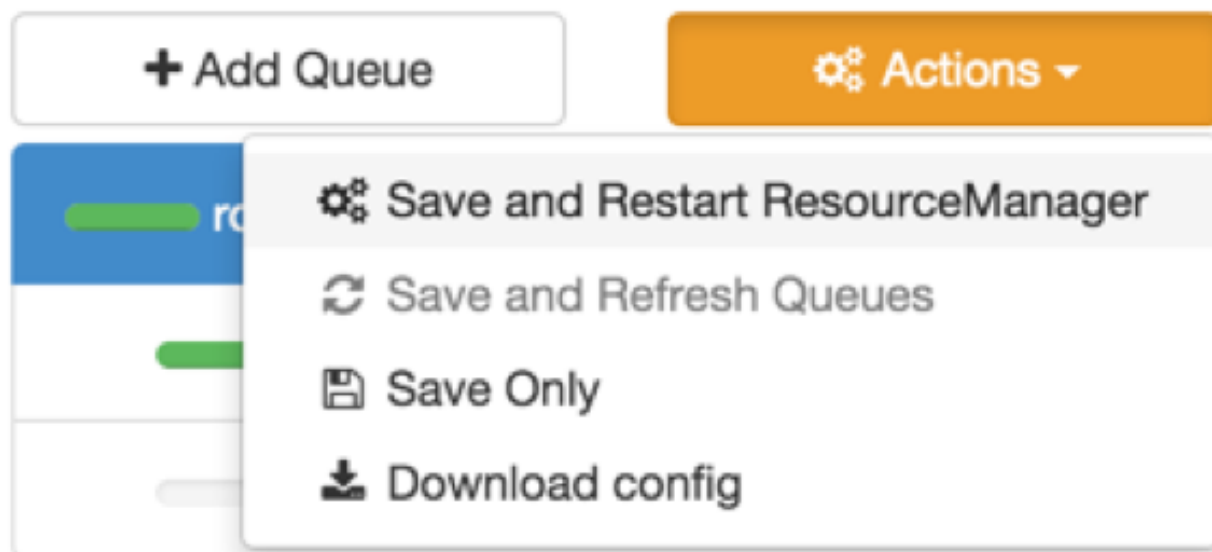 Add Queue
Actions
Save and Restart ResourceManager
Save and Refresh Queues
Save Only
Download config